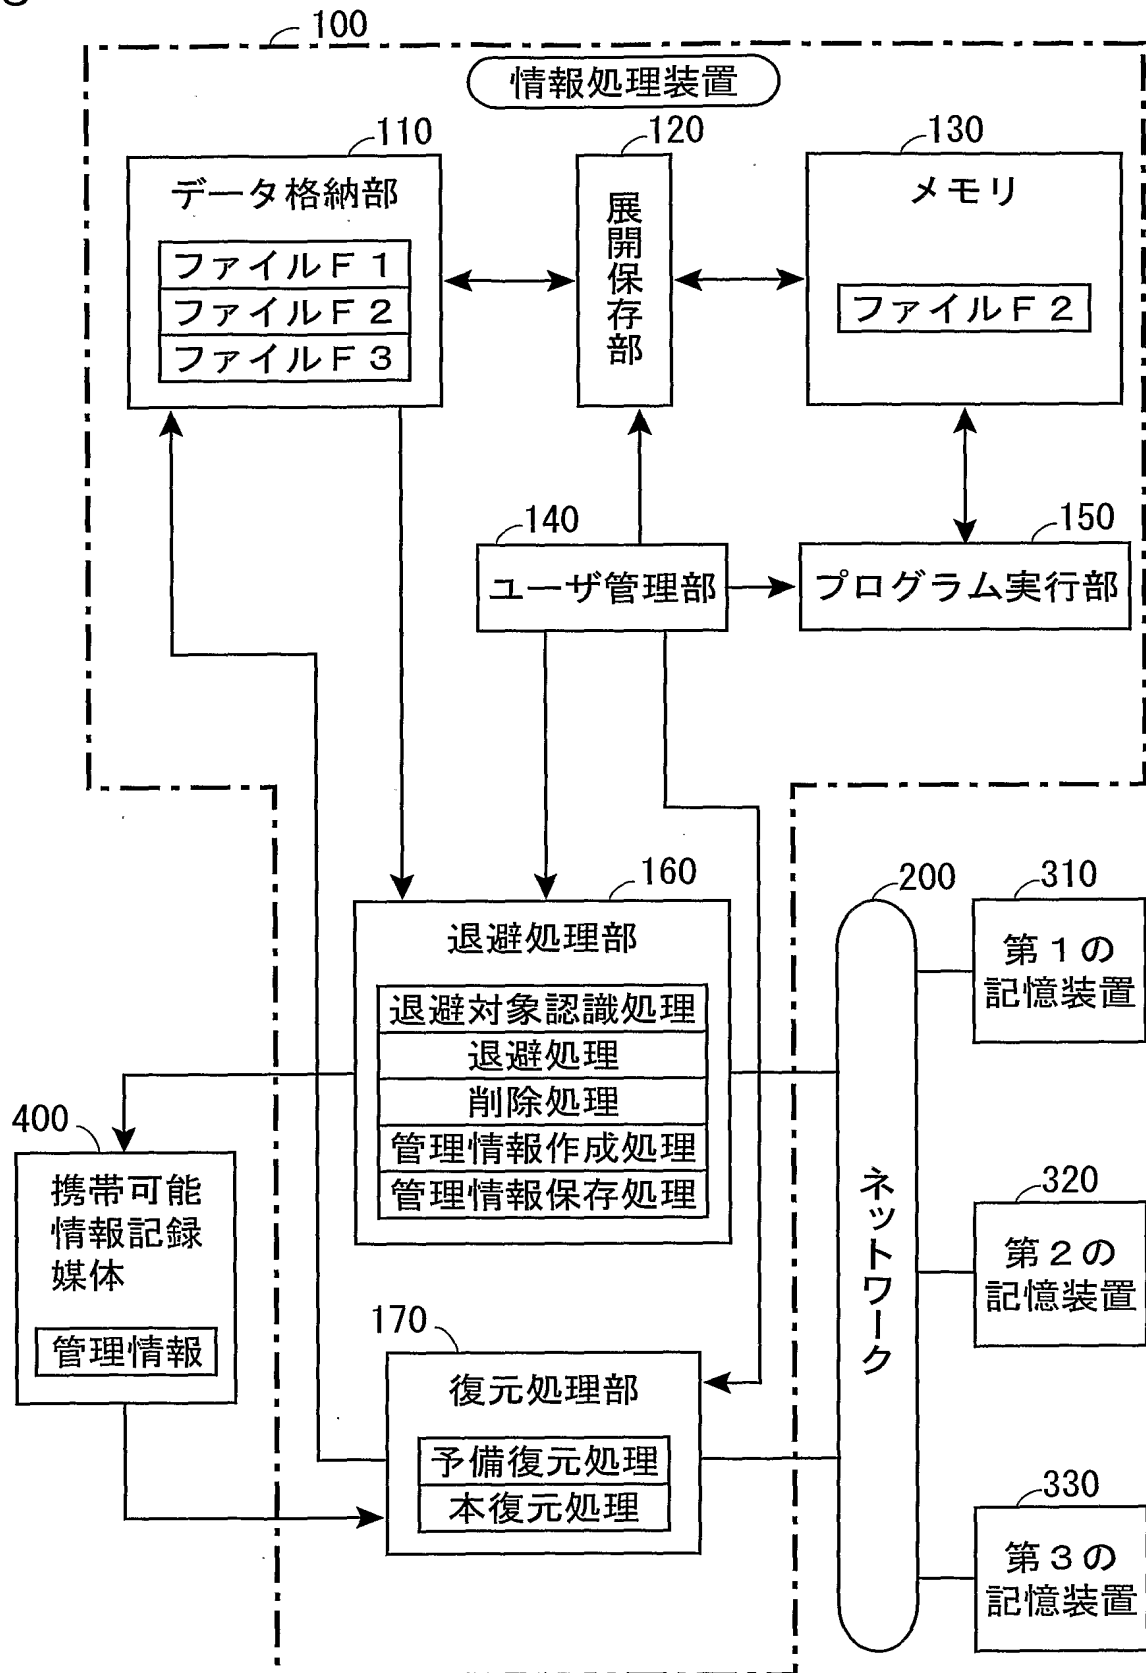 100
情報処理装置
110
120
130
データ格納部
ファイルF1
ファイルF2
ファイルF3
展開保存部
メモリ
ファイルF2
140
150
ユーザ管理部
プログラム実行部
160
200
310
退避処理部
退避対象認識処理
退避処理
削除処理
管理情報作成処理
管理情報保存処理
第1の
記憶装置
400
携帯可能
情報記録
媒体
管理情報
ネットワーク
320
第2の
記憶装置
170
復元処理部
予備復元処理
本復元処理
330
第3の
記憶装置